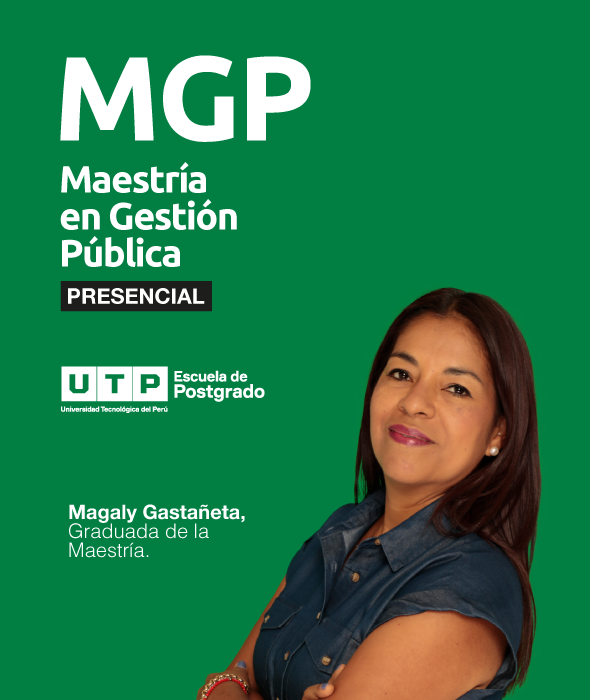 MGP
Maestría
en Gestión
Pública
PRESENCIAL
UTP
Escuela de
Postgrado
Universidad Tecnológica del Perú
Magaly Gastañeta,
Graduada de la
Maestría.